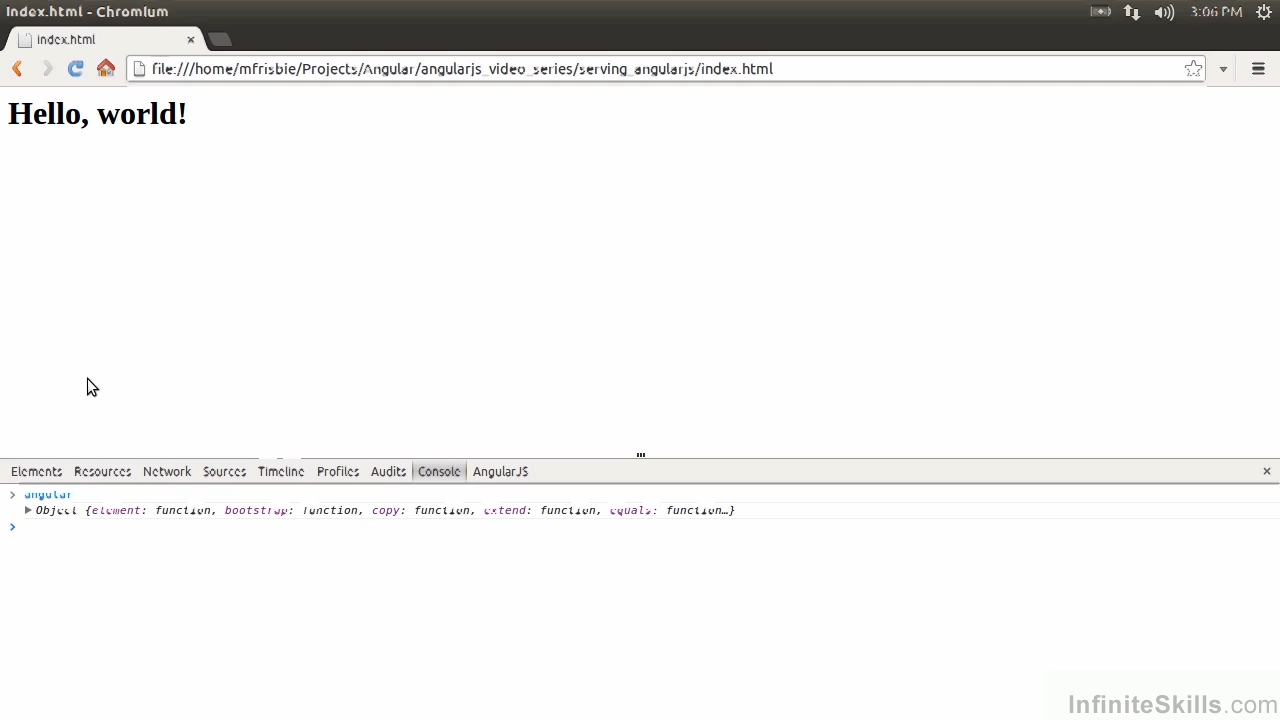 index.html - Chromium
3:06 PM
index.html
file:///home/mfrisbie/Projects/Angular/angularjs_video_series/serving_angularjs/index.html
Hello, world!
Elements Resources Network Sources Timeline Profiles Audits Console AngularJS
> angular
Object {element: function, bootstrap: function, copy: function, extend: function, equals: function…}
>
InfiniteSkills.com